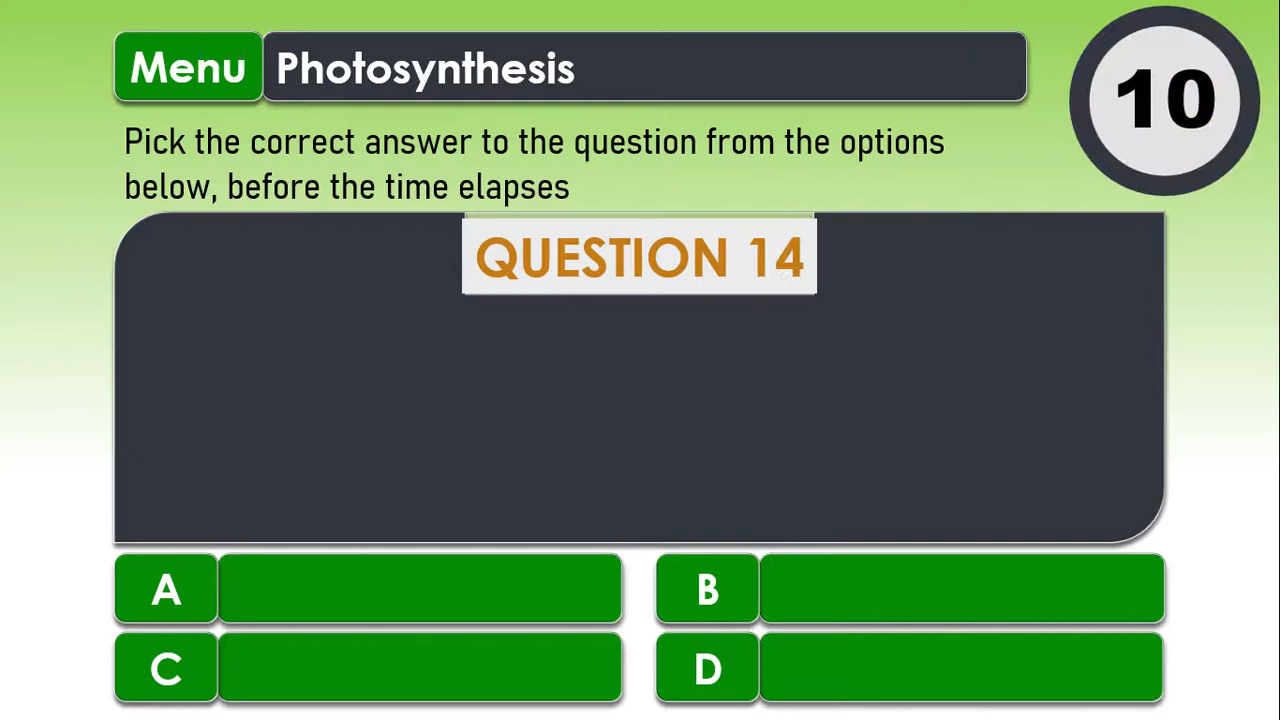 Menu Photosynthesis
10
Pick the correct answer to the question from the options
below, before the time elapses
QUESTION 14
A
B
C
D